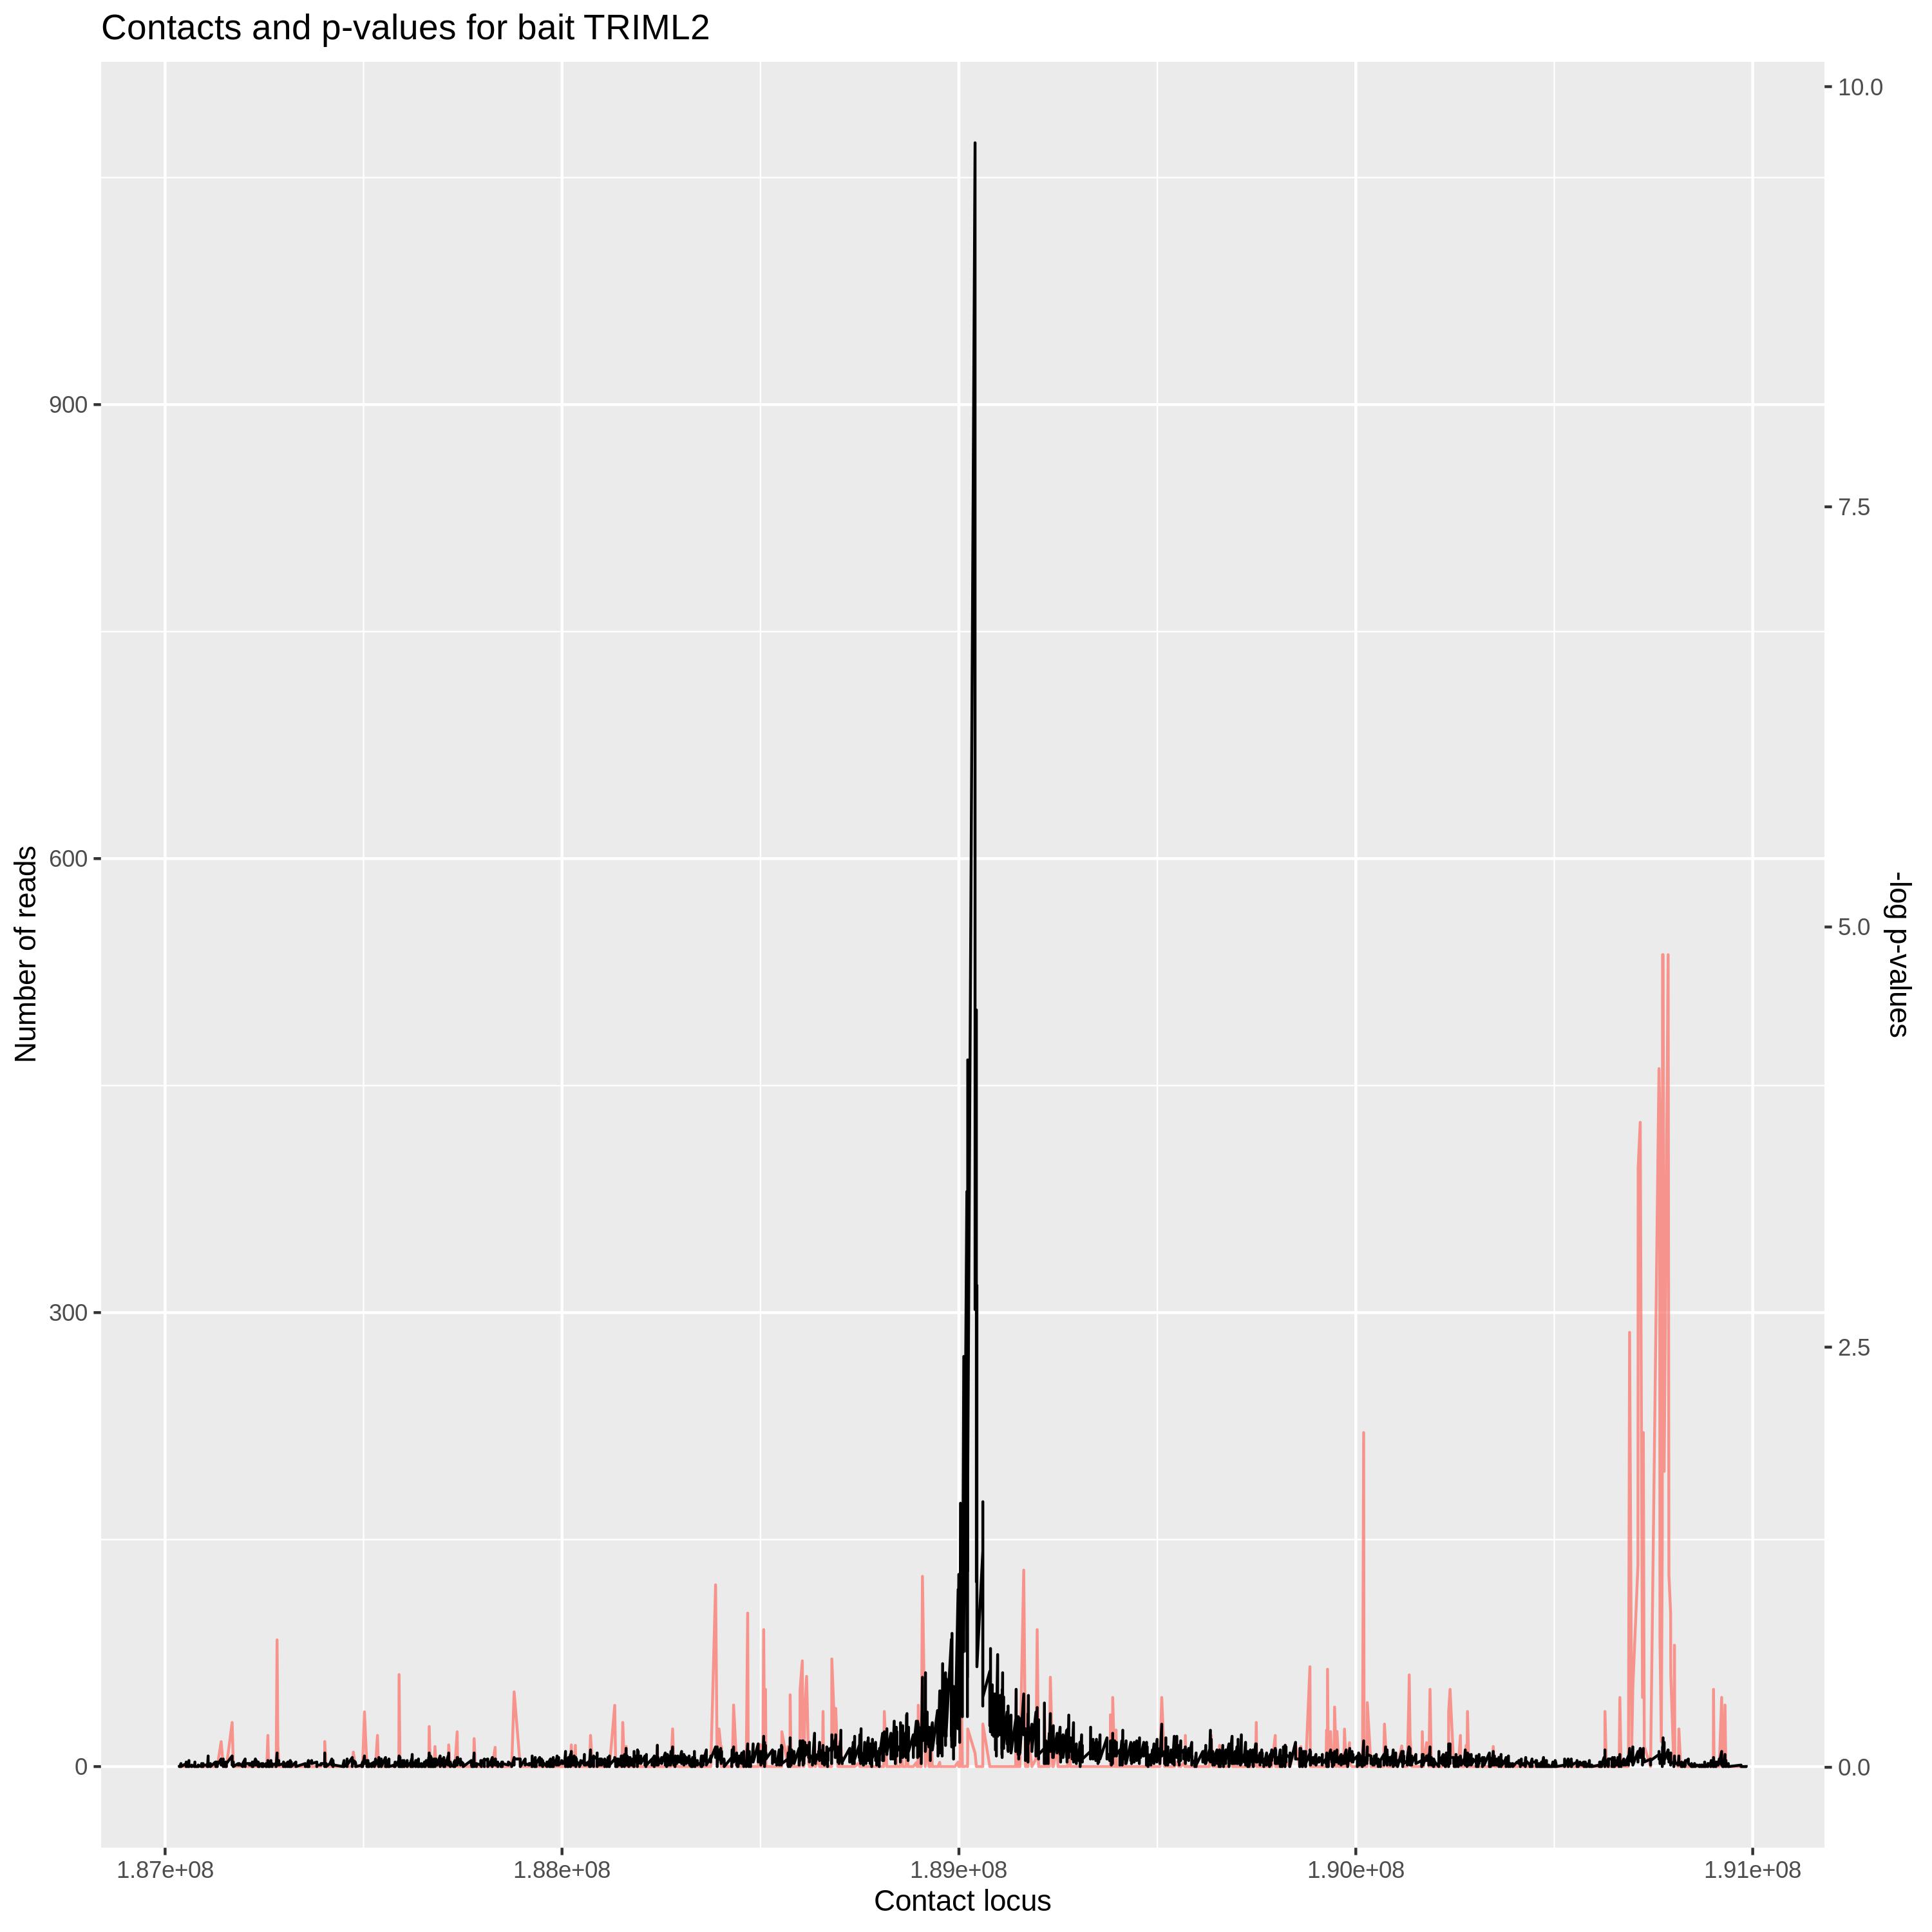 Contacts and p-values for bait TRIML2
10.0
900
7.5
600
5.0
Number of reads
-log p-values
300
2.5
0
0.0
1.87e+08 1.88e+08 1.89e+08 1.90e+08 1.91e+08
Contact locus